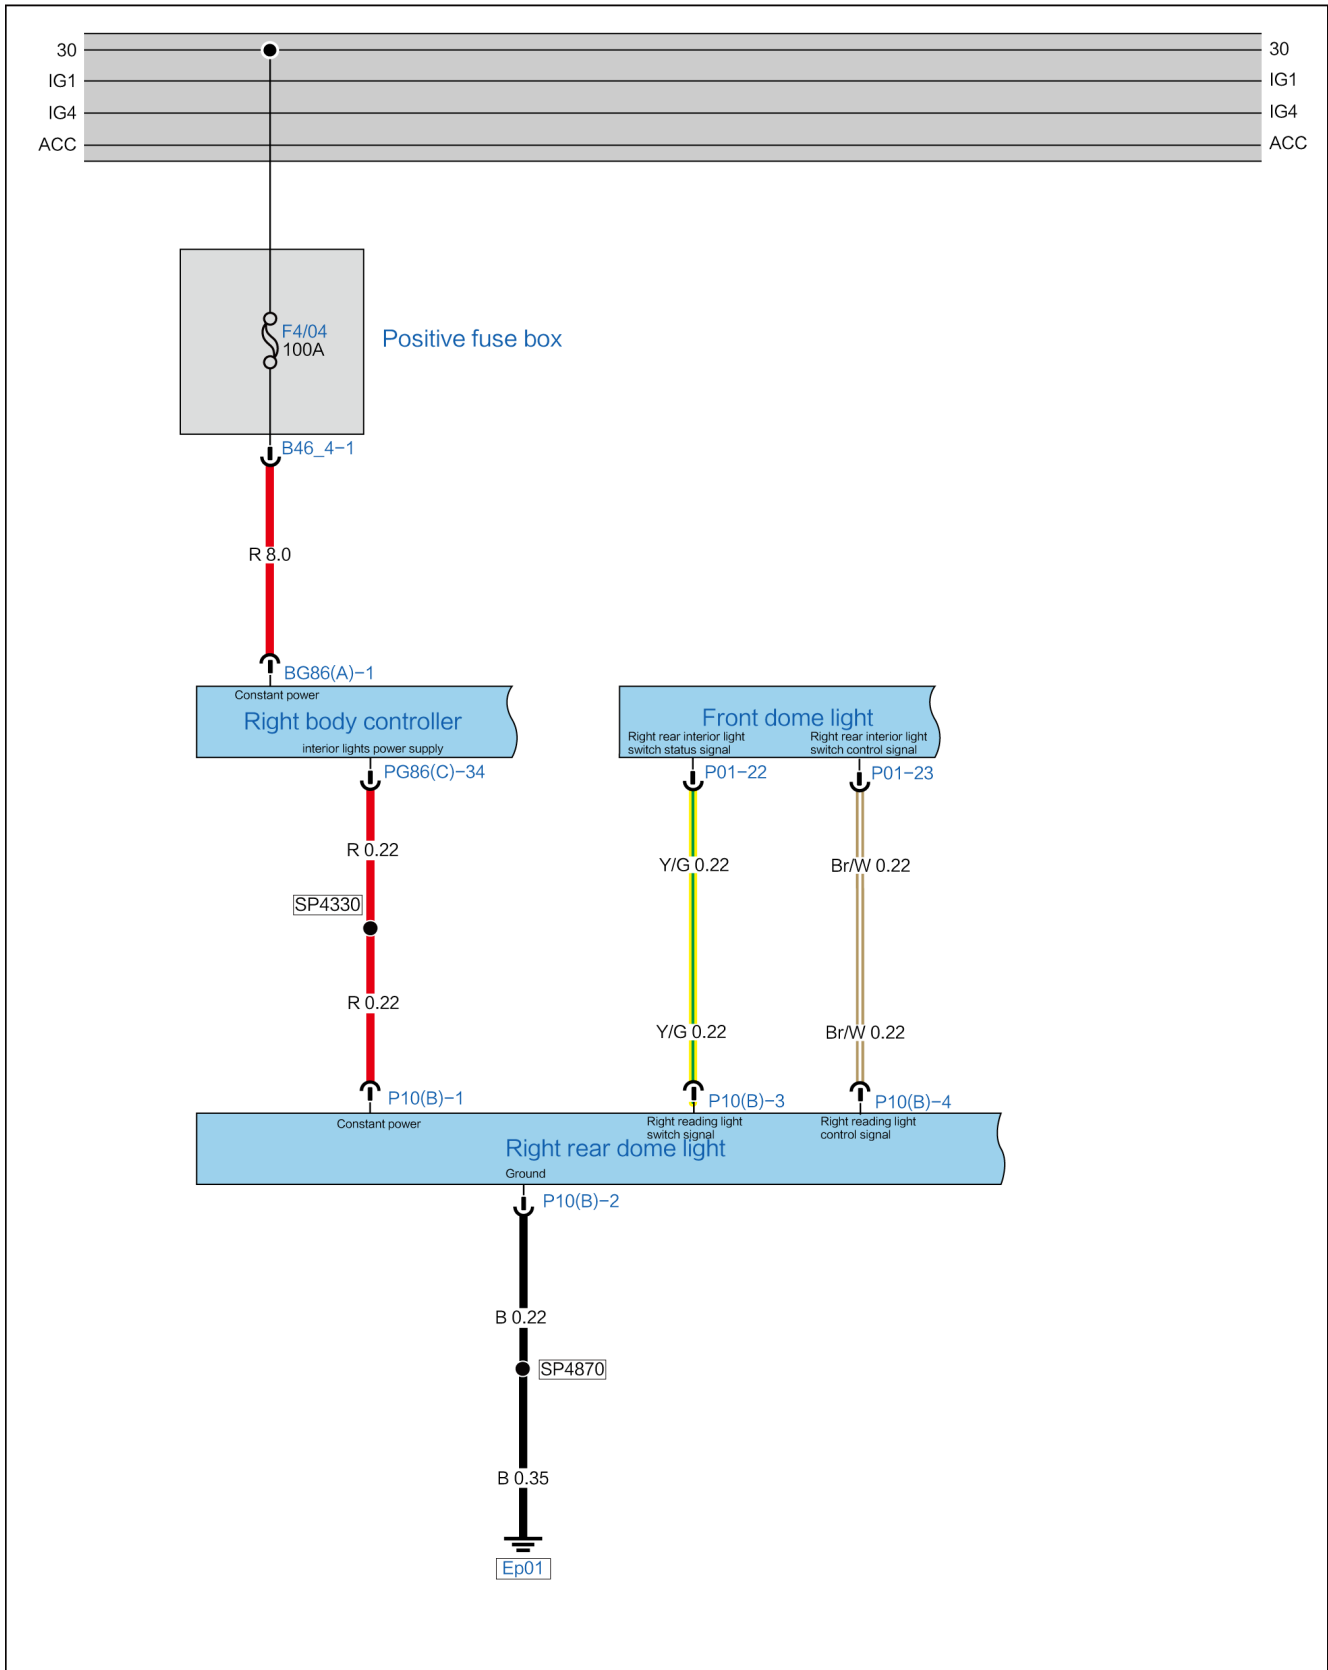 30
30
IG1
IG1
IG4
IG4
ACC
ACC
F4/04
100A
Positive fuse box
B46_4-1
R 8.0
BG86(A)-1
Constant power
Right body controller
interior lights power supply
PG86(C)-34
Front dome light
Right rear interior light
switch status signal
Right rear interior light
switch control signal
P01-22
P01-23
R 0.22
Y/G 0.22
Br/W 0.22
SP4330
R 0.22
Y/G 0.22
Br/W 0.22
P10(B)-1
P10(B)-3
P10(B)-4
Constant power
Right reading light
switch signal
Right reading light
control signal
Right rear dome light
Ground
P10(B)-2
B 0.22
SP4870
B 0.35
Ep01